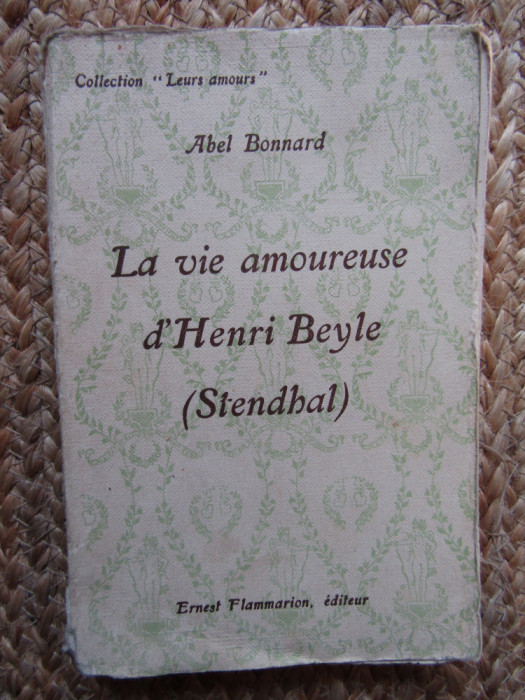 Collection "Leurs amours"
Abel Bonnard
La vie amoureuse
d'Henri Beyle
(Stendhal)
Ernest Flammarion, éditeur